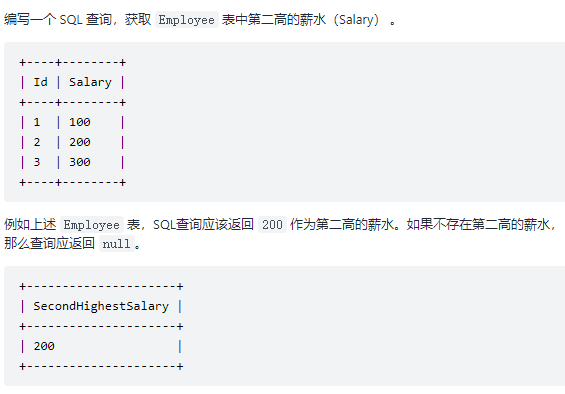 编写一个 SQL 查询，获取 Employee 表中第二高的薪水（Salary） 。
+----+--------+
| Id | Salary |
+----+--------+
| 1  | 100    |
| 2  | 200    |
| 3  | 300    |
+----+--------+
例如上述 Employee 表，SQL查询应该返回 200 作为第二高的薪水。如果不存在第二高的薪水，
那么查询应返回 null。
+---------------------+
| SecondHighestSalary |
+---------------------+
| 200                 |
+---------------------+